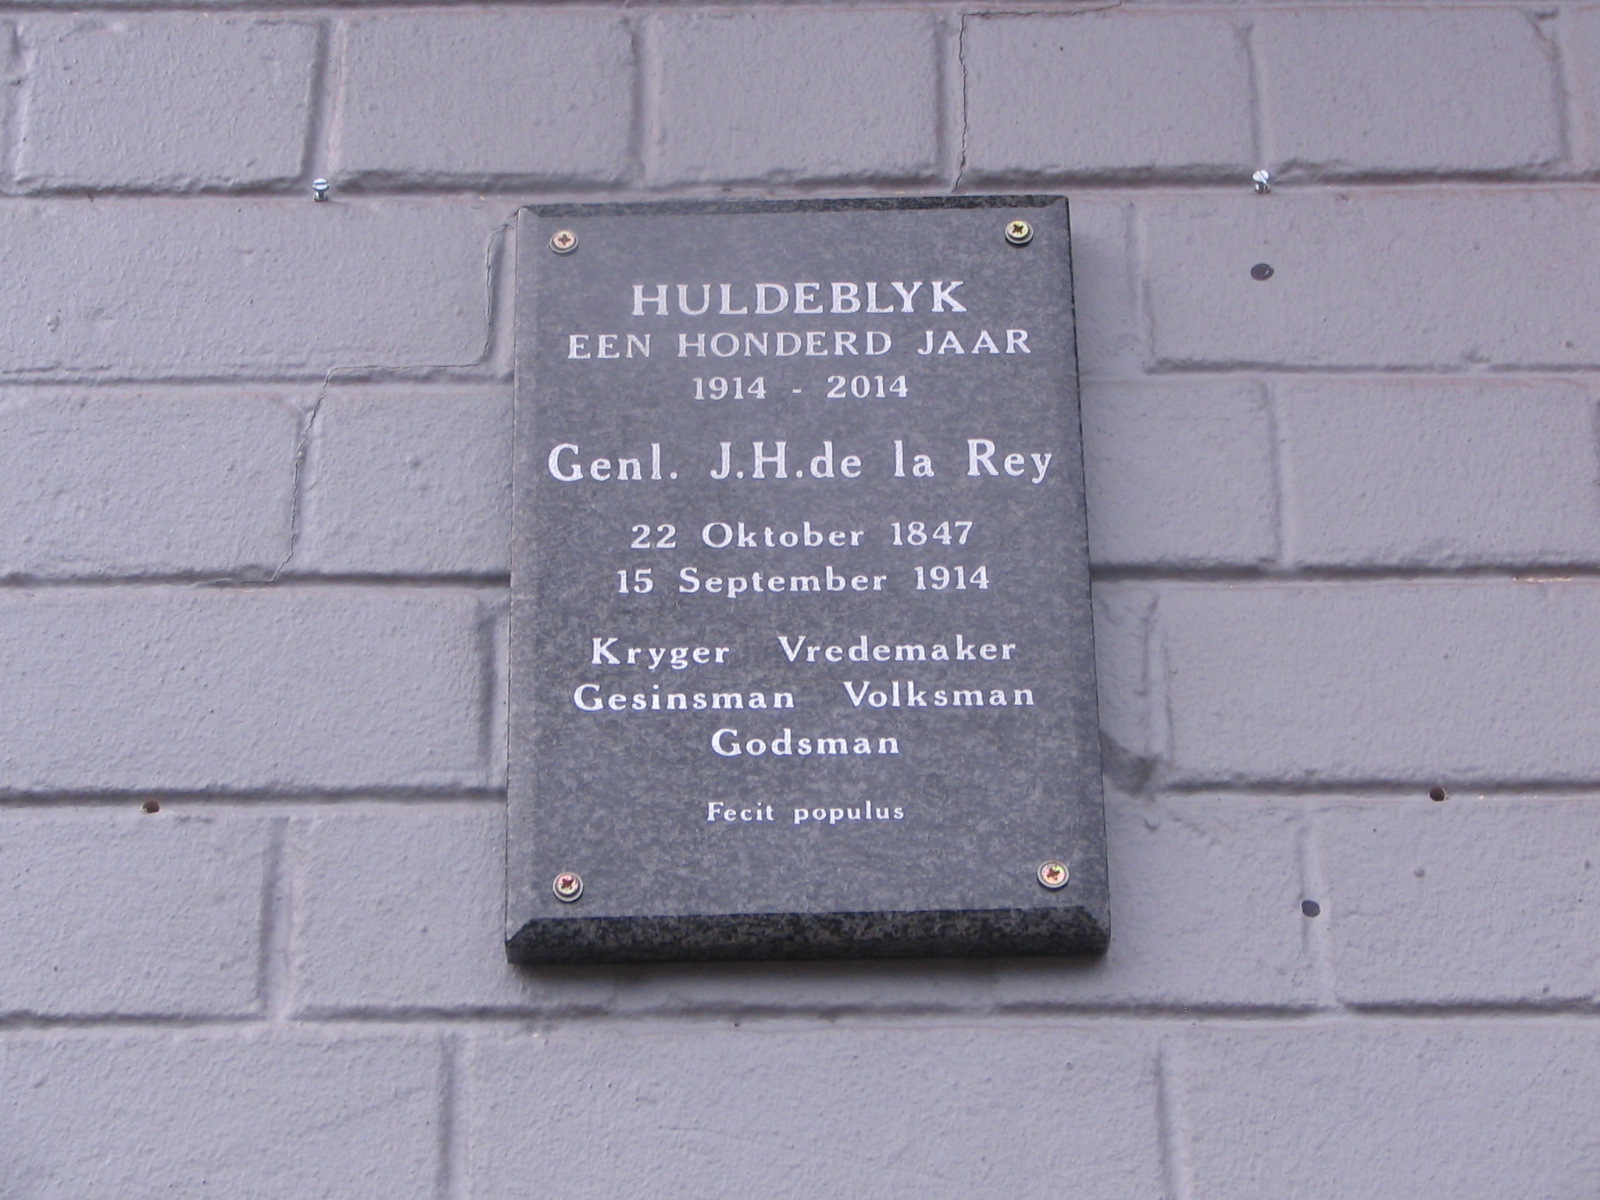 HULDEBLYK
EEN HONDERD JAAR
1914 - 2014
Genl. J.H.de la Rey
22 Oktober 1847
15 September 1914
Kryger Vredemaker
Gesinsman Volksman
Godsman
Fecit populus